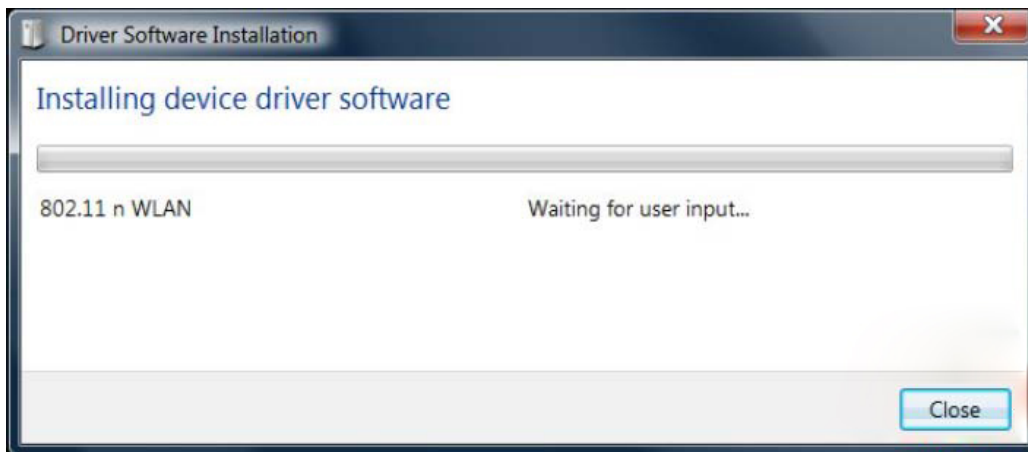 Driver Software Installation
Installing device driver software
802.11 n WLAN Waiting for user input...
Close